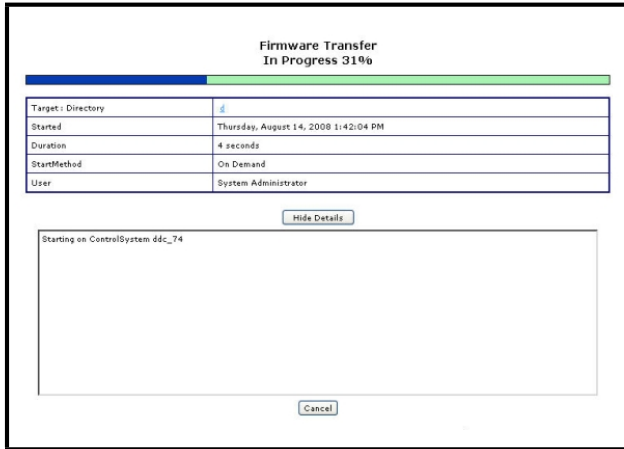 Firmware Transfer
In Progress 31%
Target : Directory
Started Thursday, August 14, 2008 1:42:04 PM
Duration 4 seconds
StartMethod On Demand
User System Administrator
Hide Details
Starting on ControlSystem ddc_74
Cancel